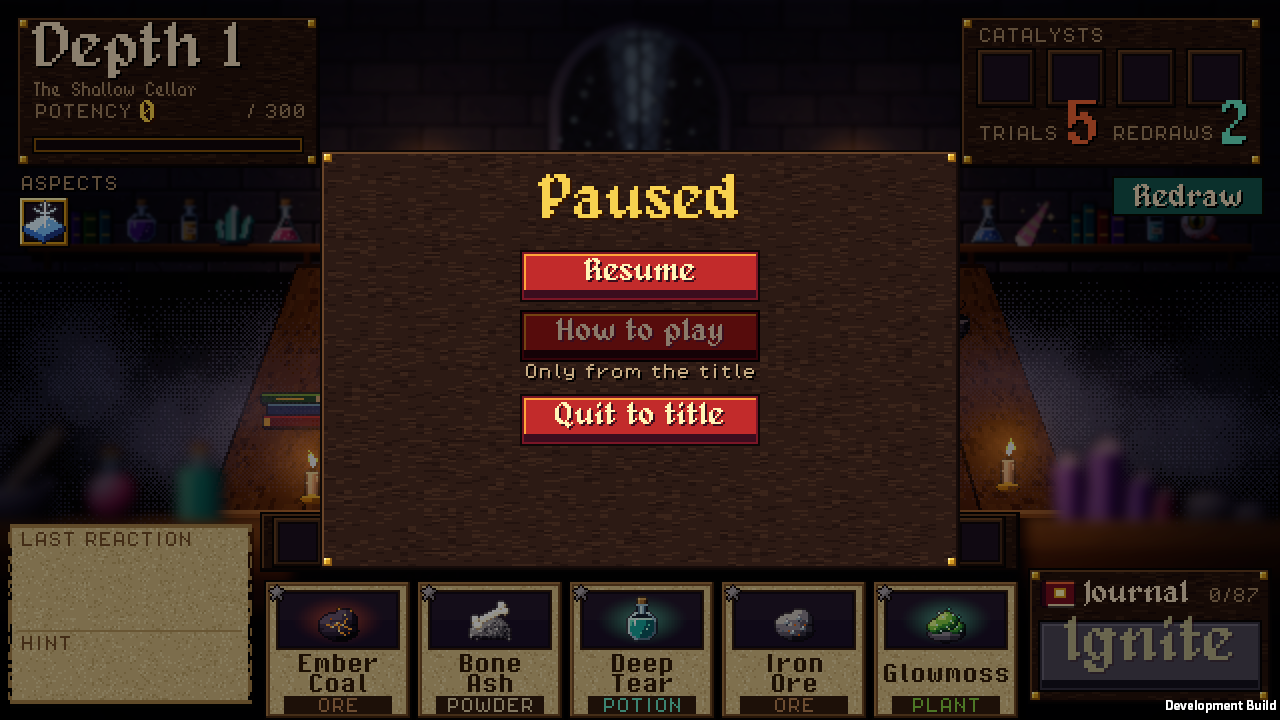 Depth 1
The Shallow Cellar
POTENCY 0 / 300
ASPECTS
CATALYSTS
TRIALS 5 REDRAWS 2
Redraw
Paused
Resume
How to play
Only from the title
Quit to title
LAST REACTION
HINT
Ember
Coal
ORE
Bone
Ash
POWDER
Deep
Tear
POTION
Iron
Ore
ORE
Glowmoss
PLANT
Journal 0/87
Ignite
Development Build